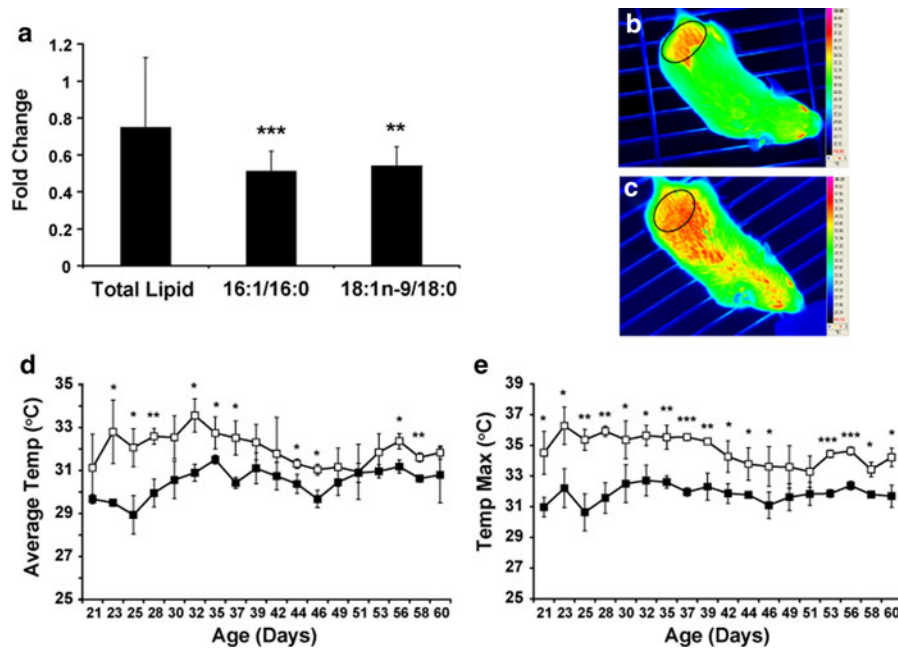 a
Fold Change
1.2
1
0.8
0.6
0.4
0.2
0
***
**
Total Lipid 16:1/16:0 18:1n-9/18:0
b
°C
c
°C
d
Average Temp (°C)
35
33
31
29
27
25
* * ** * * * * * * **
21 23 25 28 30 32 35 37 39 42 44 46 49 51 53 56 58 60
Age (Days)
e
Temp Max (°C)
39
37
35
33
31
29
27
25
* * ** ** * * ** *** ** * * * *** *** * *
21 23 25 28 30 32 35 37 39 42 44 46 49 51 53 56 58 60
Age (Days)